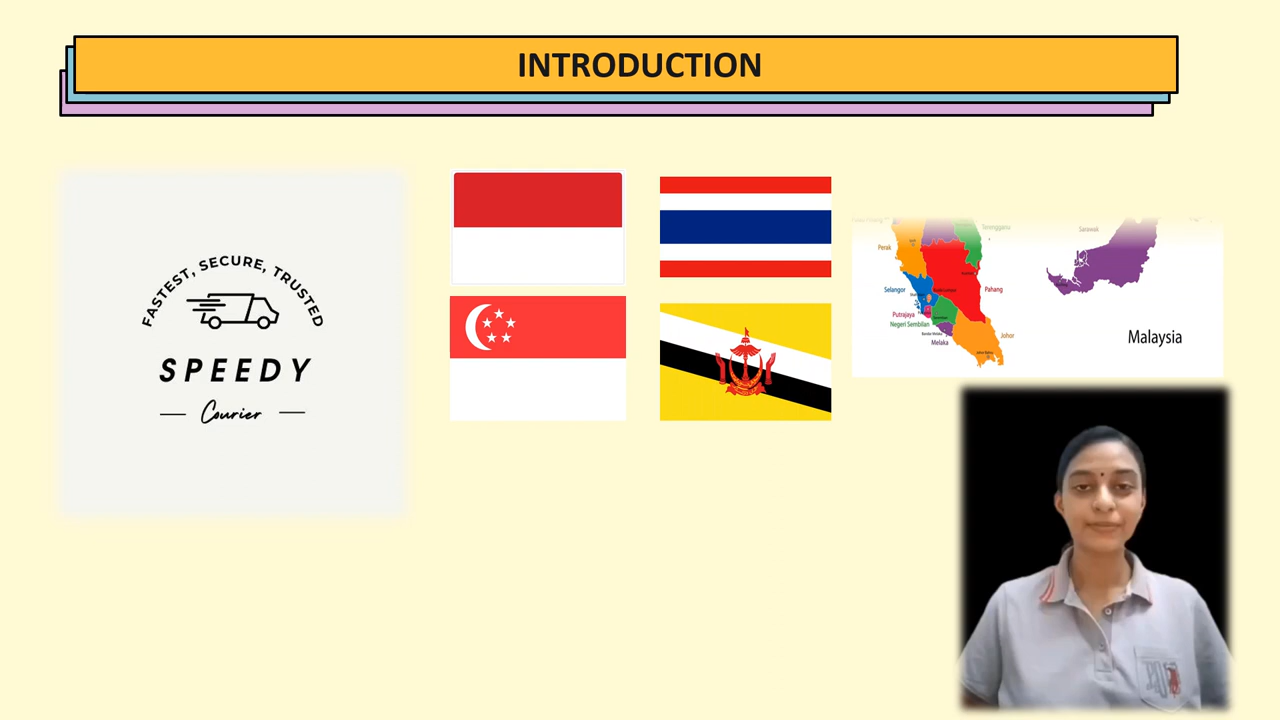 INTRODUCTION
FASTEST, SECURE, TRUSTED
SPEEDY
Courier
Terengganu
Perak
Selangor
Pahang
Putrajaya
Negeri Sembilan
Melaka
Johor
Sarawak
Malaysia